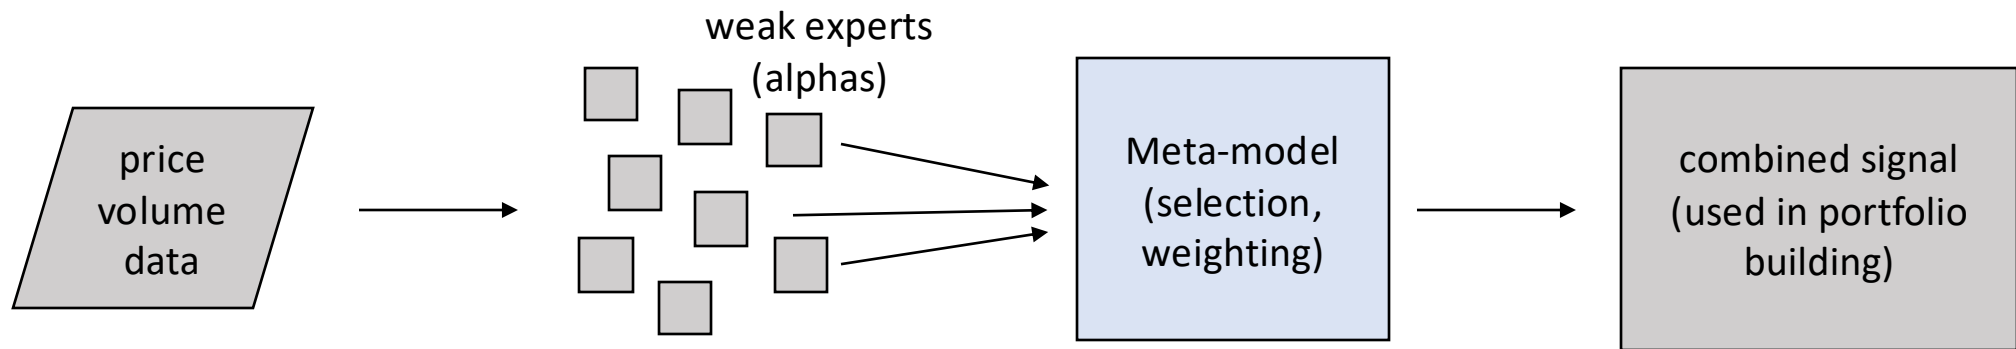 price
volume
data
weak experts
(alphas)
Meta-model
(selection,
weighting)
combined signal
(used in portfolio
building)